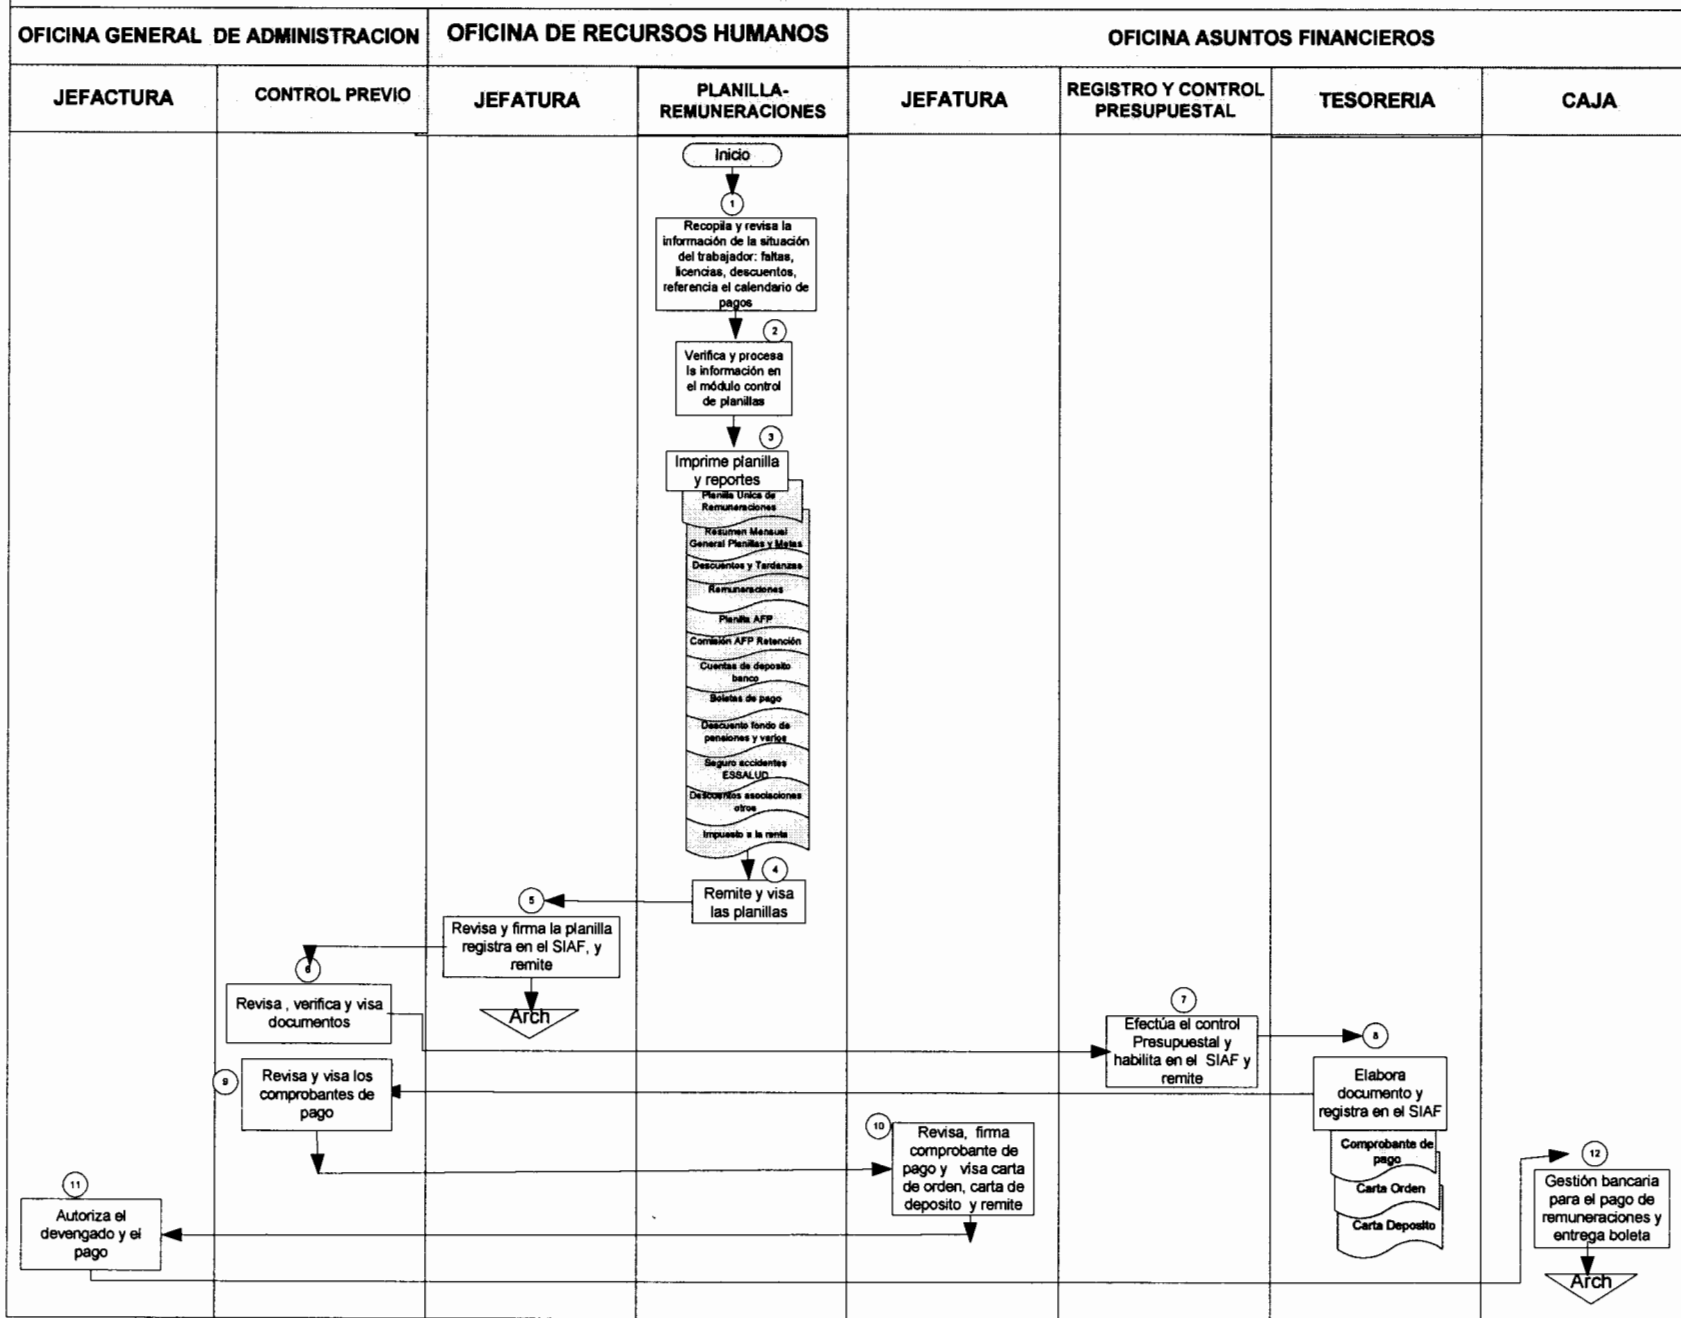 OFICINA GENERAL DE ADMINISTRACION
OFICINA DE RECURSOS HUMANOS
OFICINA ASUNTOS FINANCIEROS
JEFACTURA
CONTROL PREVIO
JEFATURA
PLANILLA-
REMUNERACIONES
JEFATURA
REGISTRO Y CONTROL
PRESUPUESTAL
TESORERIA
CAJA
Inicio
1
Recopila y revisa la
información de la situación
del trabajador: faltas,
licencias, descuentos,
referencia el calendario de
pagos
2
Verifica y procesa
la información en
el módulo control
de planillas
3
Imprime planilla
y reportes
Planilla Unica de
Remuneraciones
Resumen Mensual
General Planillas y Metas
Descuentos y Tardanzas
Remuneraciones
Planilla AFP
Comisión AFP Retención
Cuentas de deposito
banco
Boletas de pago
Descuento fondo de
pensiones y varios
Seguro accidentes
ESSALUD
Descuentos asociaciones
otros
Impuesto a la renta
4
Remite y visa
las planillas
5
Revisa y firma la planilla
registra en el SIAF, y
remite
Arch
6
Revisa , verifica y visa
documentos
7
Efectúa el control
Presupuestal y
habilita en el SIAF y
remite
8
Elabora
documento y
registra en el SIAF
Comprobante de
pago
Carta Orden
Carta Deposito
9
Revisa y visa los
comprobantes de
pago
10
Revisa, firma
comprobante de
pago y visa carta
de orden, carta de
deposito y remite
11
Autoriza el
devengado y el
pago
12
Gestión bancaria
para el pago de
remuneraciones y
entrega boleta
Arch